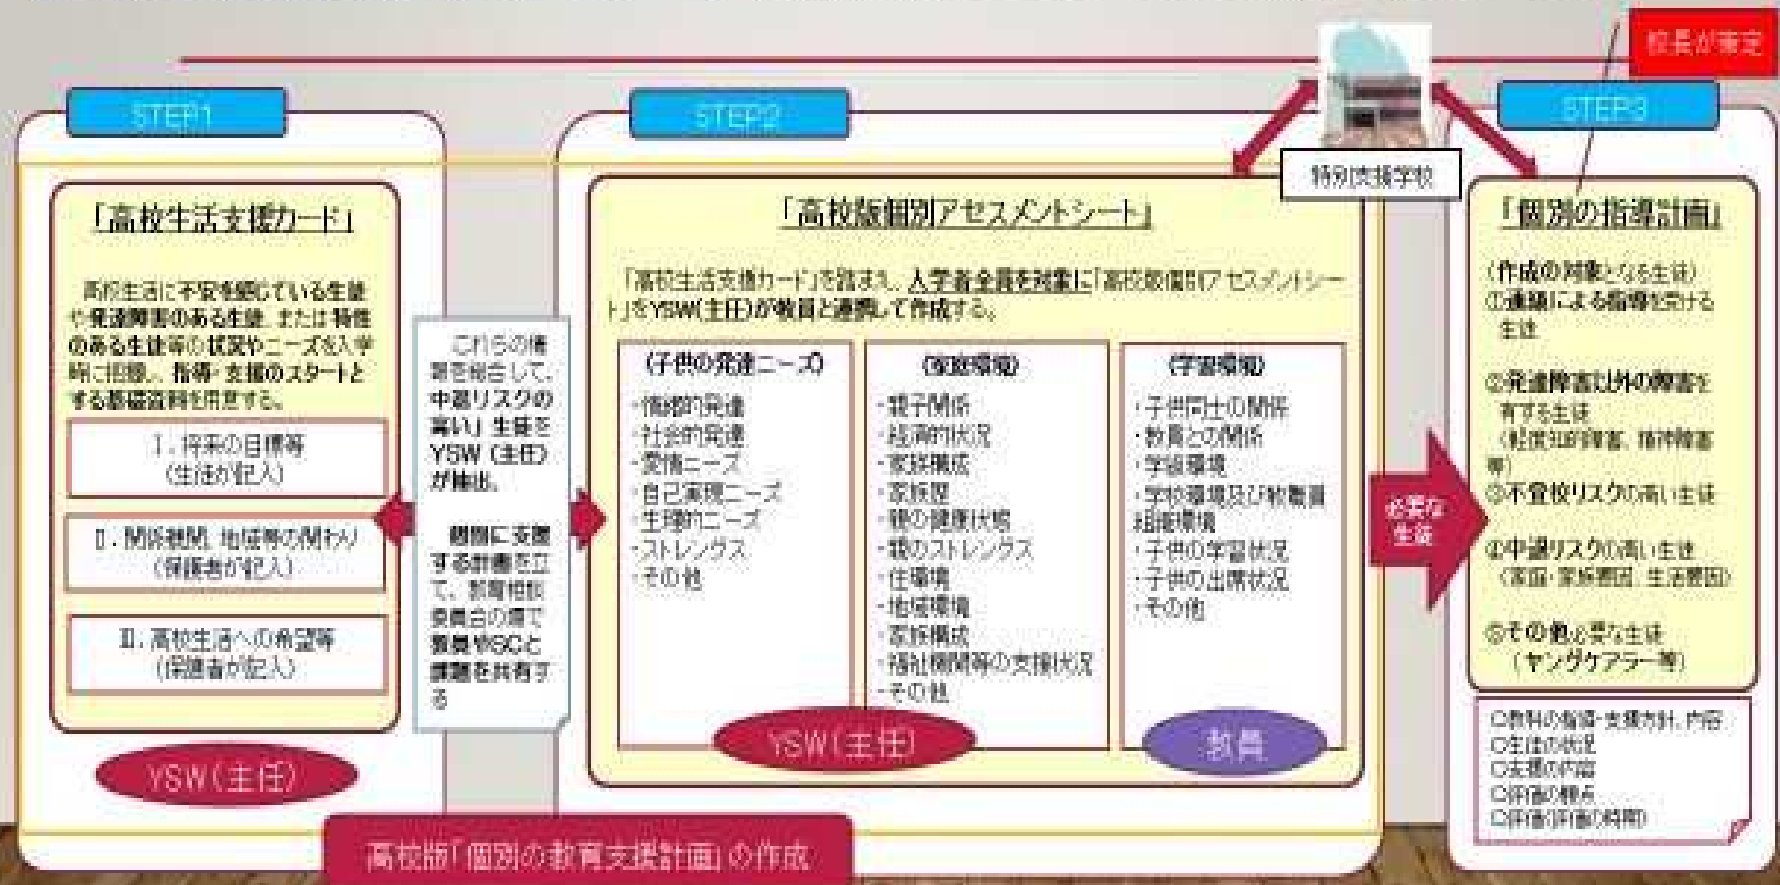 校長が策定
STEP1
「高校生活支援カード」
高校生活に不安を感じている生徒
や発達障害のある生徒、または特性
のある生徒等の状況やニーズを入学
時に把握し、指導・支援のスタートと
する基礎資料を用意する。
Ⅰ．将来の目標等
(生徒が記入)
Ⅱ．関係機関、地域等の関わり
(保護者が記入)
Ⅲ．高校生活への希望等
(保護者が記入)
YSW(主任)
これらの情
報を総合して、
中退リスクの
高い」生徒を
YSW（主任）
が抽出。
個別に支援
する計画を立
て、教育相談
委員会の場で
教員やSCと
課題を共有す
る
STEP2
特別支援学校
「高校版個別アセスメントシート」
「高校生活支援カード」を踏まえ、入学者全員を対象に「高校版個別アセスメントシー
ト」をYSW(主任)が教員と連携して作成する。
(子供の発達ニーズ)
・情緒的発達
・社会的発達
・愛情ニーズ
・自己実現ニーズ
・生理的ニーズ
・ストレングス
・その他
(家庭環境)
・親子関係
・経済的状況
・家族構成
・家族歴
・親の健康状態
・親のストレングス
・住環境
・地域環境
・家族構成
・福祉機関等の支援状況
・その他
YSW(主任)
(学習環境)
・子供同士の関係
・教員との関係
・学級環境
・学校環境及び教職員
組織環境
・子供の学習状況
・子供の出席状況
・その他
教員
必要な
生徒
STEP3
「個別の指導計画」
(作成の対象となる生徒)
①通級による指導を受ける
生徒
②発達障害以外の障害を
有する生徒
(軽度知的障害、精神障害
等)
③不登校リスクの高い生徒
④中退リスクの高い生徒
(家庭・家族要因、生活要因)
⑤その他必要な生徒
(ヤングケアラー等)
〇教科の指導・支援方針、内容
〇生徒の状況
〇支援の内容
〇評価の観点
〇評価(評価の時期)
高校版「個別の教育支援計画」の作成